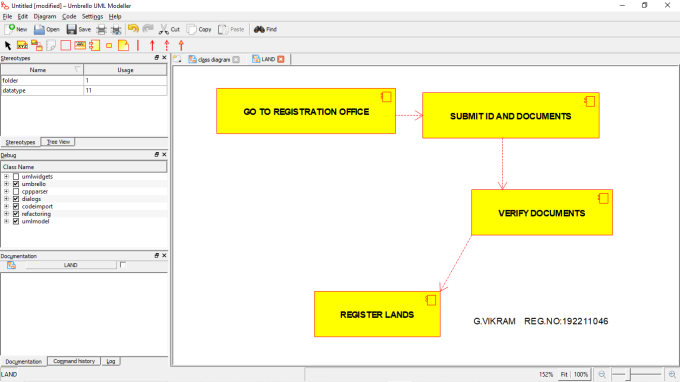 Untitled [modified] – Umbrello UML Modeller
File Edit Diagram Code Settings Help
New Open Save Cut Copy Paste Find
Stereotypes
Name Usage
folder 1
datatype 11
Stereotypes Tree View
Debug
Class Name
umlwidgets
umbrello
cppparser
dialogs
codeimport
refactoring
umlmodel
Documentation
LAND
Documentation Command history Log
class diagram LAND
GO TO REGISTRATION OFFICE
SUBMIT ID AND DOCUMENTS
VERIFY DOCUMENTS
REGISTER LANDS
G.VIKRAM REG.NO:192211046
LAND
152% Fit 100%